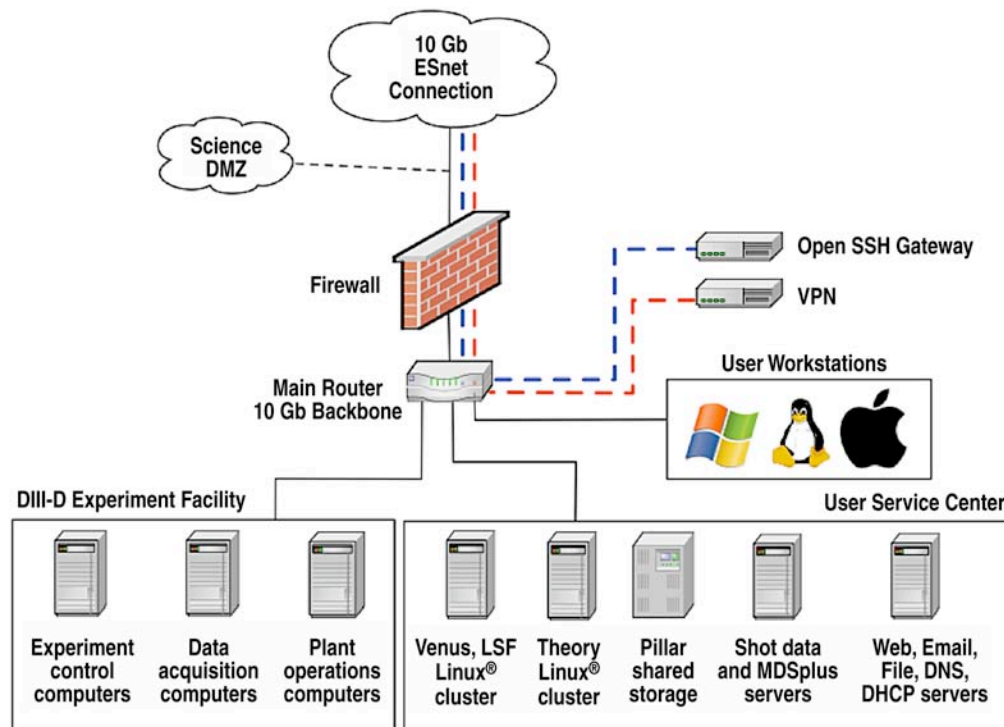 10 Gb
ESnet
Connection
Science
DMZ
Firewall
Open SSH Gateway
VPN
User Workstations
Main Router
10 Gb Backbone
DIII-D Experiment Facility
User Service Center
Experiment
control
computers
Data
acquisition
computers
Plant
operations
computers
Venus, LSF
Linux®
cluster
Theory
Linux®
cluster
Pillar
shared
storage
Shot data
and MDSplus
servers
Web, Email,
File, DNS,
DHCP servers